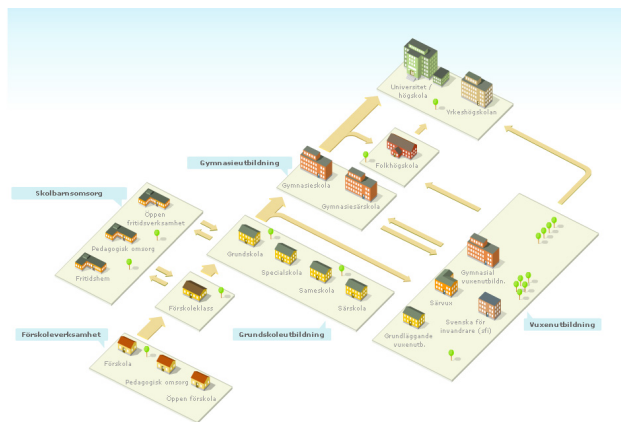 Universitet /
högskola
Yrkeshögskolan
Folkhögskola
Gymnasieutbildning
Gymnasieskola
Gymnasiesärskola
Skolbarnsomsorg
Öppen
fritidsverksamhet
Pedagogisk omsorg
Fritidshem
Grundskola
Specialskola
Sameskola
Särskola
Gymnasial
vuxenutbildn.
Särvux
Svenska för
invandrare (sfi)
Grundläggande
vuxenutb.
Vuxenutbildning
Förskoleklass
Grundskoleutbildning
Förskoleverksamhet
Förskola
Pedagogisk omsorg
Öppen förskola